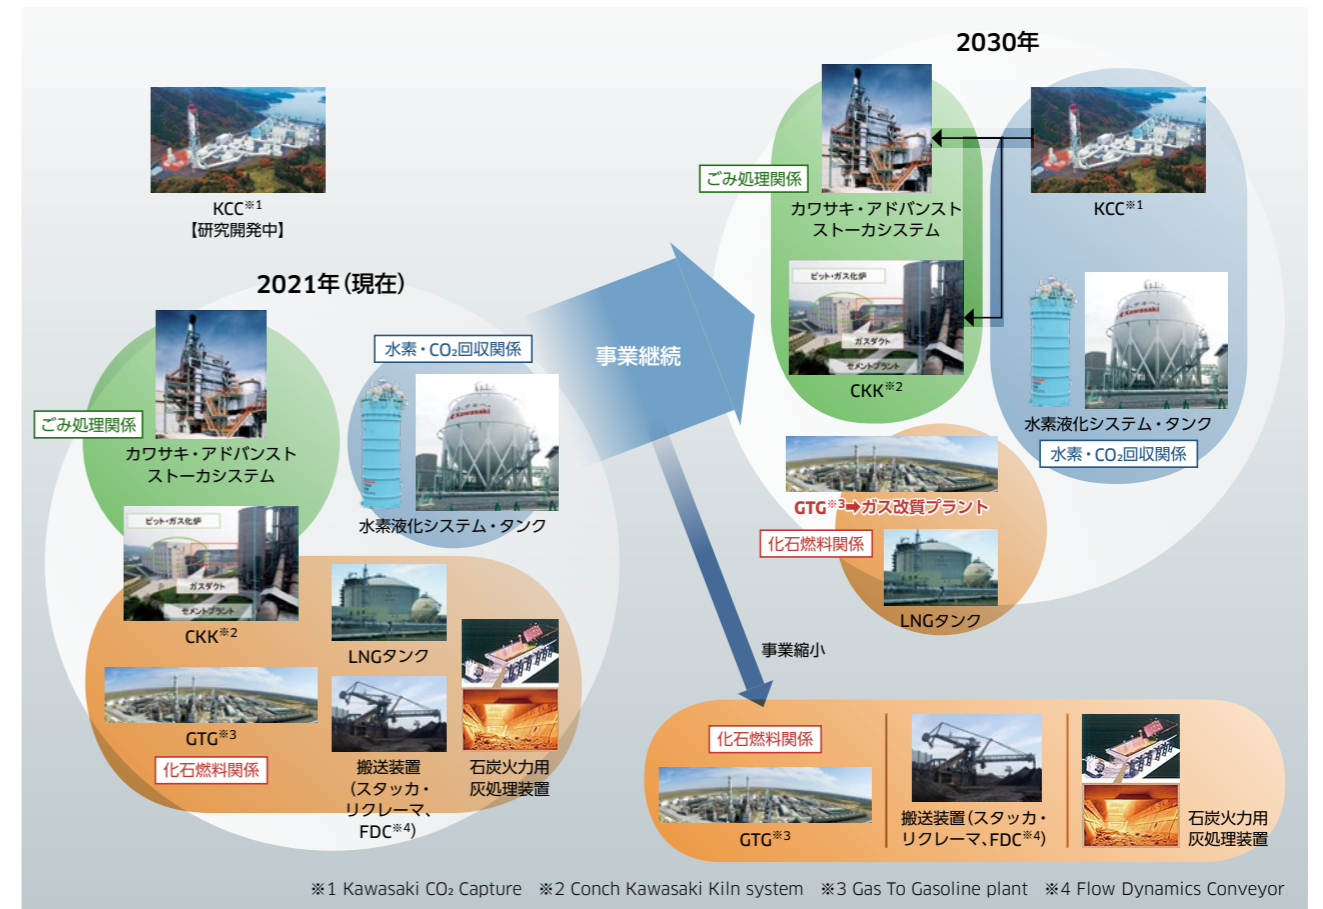 KCC※1
【研究開発中】
2021年（現在）
水素・CO₂回収関係
Kawasaki
ごみ処理関係
カワサキ・アドバンスト
ストーカシステム
水素液化システム・タンク
ピット・ガス化炉
ガスダクト
セメントプラント
CKK※2
LNGタンク
GTG※3
化石燃料関係
搬送装置
（スタッカ・
リクレーマ、
FDC※4）
石炭火力用
灰処理装置
事業継続
事業縮小
2030年
ごみ処理関係
カワサキ・アドバンスト
ストーカシステム
KCC※1
ピット・ガス化炉
ガスダクト
セメントプラント
CKK※2
Kawasaki
水素液化システム・タンク
水素・CO₂回収関係
GTG※3➡ガス改質プラント
化石燃料関係
LNGタンク
化石燃料関係
GTG※3
搬送装置（スタッカ・
リクレーマ、FDC※4）
石炭火力用
灰処理装置
※1 Kawasaki CO₂ Capture ※2 Conch Kawasaki Kiln system ※3 Gas To Gasoline plant ※4 Flow Dynamics Conveyor